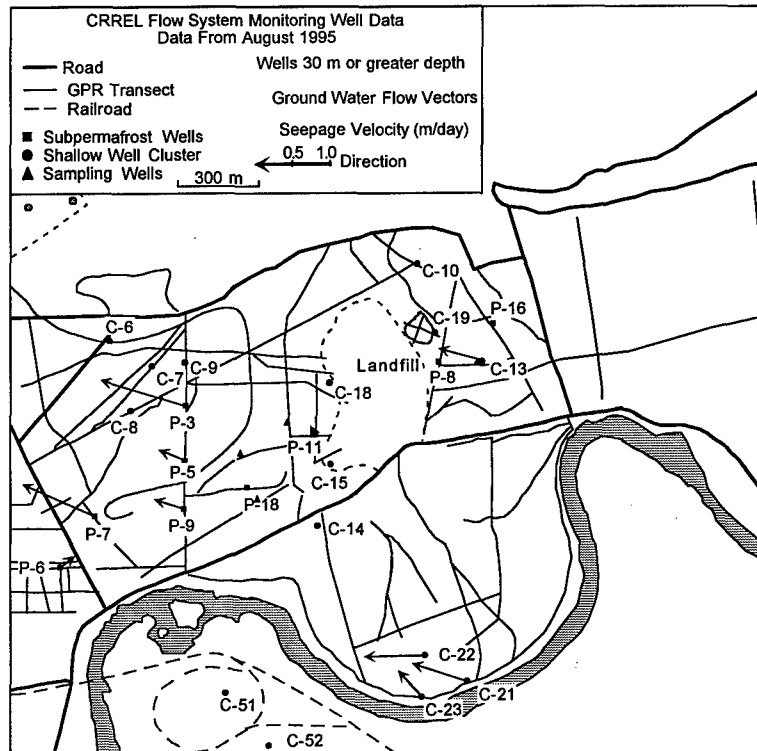 CRREL Flow System Monitoring Well Data
Data From August 1995
Road
Wells 30 m or greater depth
GPR Transect
Ground Water Flow Vectors
Railroad
Seepage Velocity (m/day)
Subpermafrost Wells
0.5 1.0
Direction
Shallow Well Cluster
Sampling Wells
300 m
C-10
C-6
C-19
P-16
C-9
Landfill
C-7
C-18
P-8
C-13
C-8
P-3
P-11
P-5
C-15
P-18
P-7
P-9
C-14
P-6
C-22
C-21
C-51
C-23
C-52